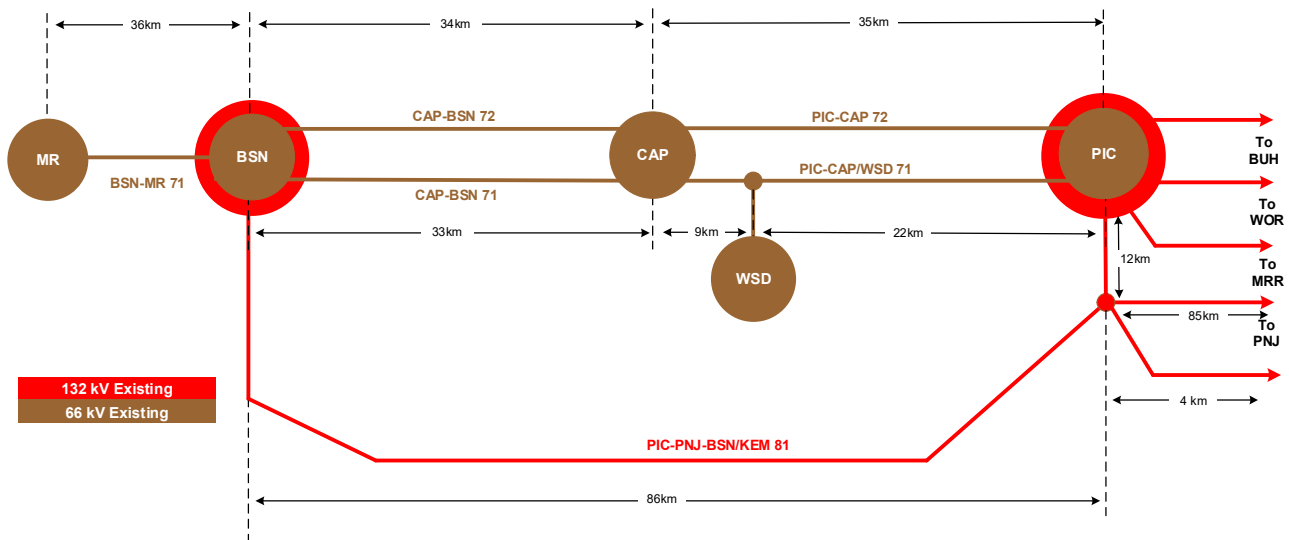 36km
34km
35km
CAP-BSN 72
PIC-CAP 72
MR
BSN
CAP
PIC
To
BUH
BSN-MR 71
CAP-BSN 71
PIC-CAP/WSD 71
To
WOR
33km
9km
22km
WSD
12km
To
MRR
85km
To
PNJ
132 kV Existing
66 kV Existing
4 km
PIC-PNJ-BSN/KEM 81
86km